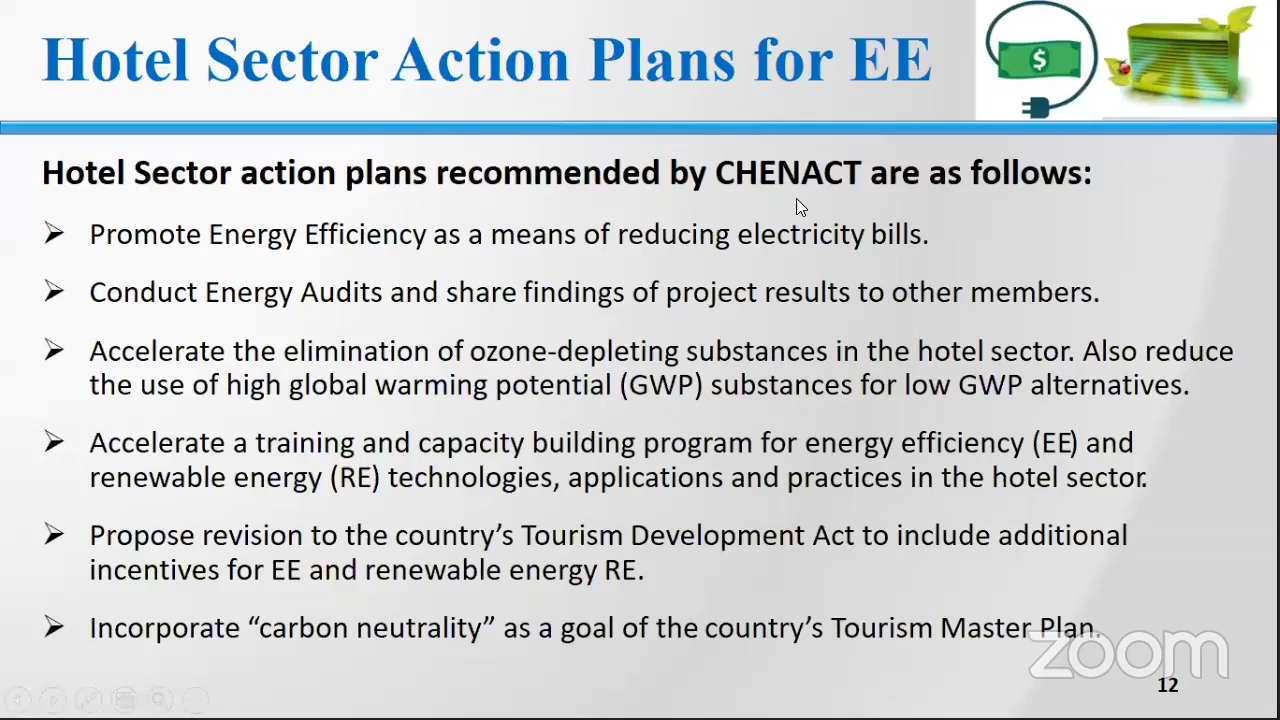 Hotel Sector Action Plans for EE
$
Hotel Sector action plans recommended by CHENACT are as follows:
➢ Promote Energy Efficiency as a means of reducing electricity bills.
➢ Conduct Energy Audits and share findings of project results to other members.
➢ Accelerate the elimination of ozone-depleting substances in the hotel sector. Also reduce
the use of high global warming potential (GWP) substances for low GWP alternatives.
➢ Accelerate a training and capacity building program for energy efficiency (EE) and
renewable energy (RE) technologies, applications and practices in the hotel sector.
➢ Propose revision to the country’s Tourism Development Act to include additional
incentives for EE and renewable energy RE.
➢ Incorporate “carbon neutrality” as a goal of the country’s Tourism Master Plan.
zoom
12